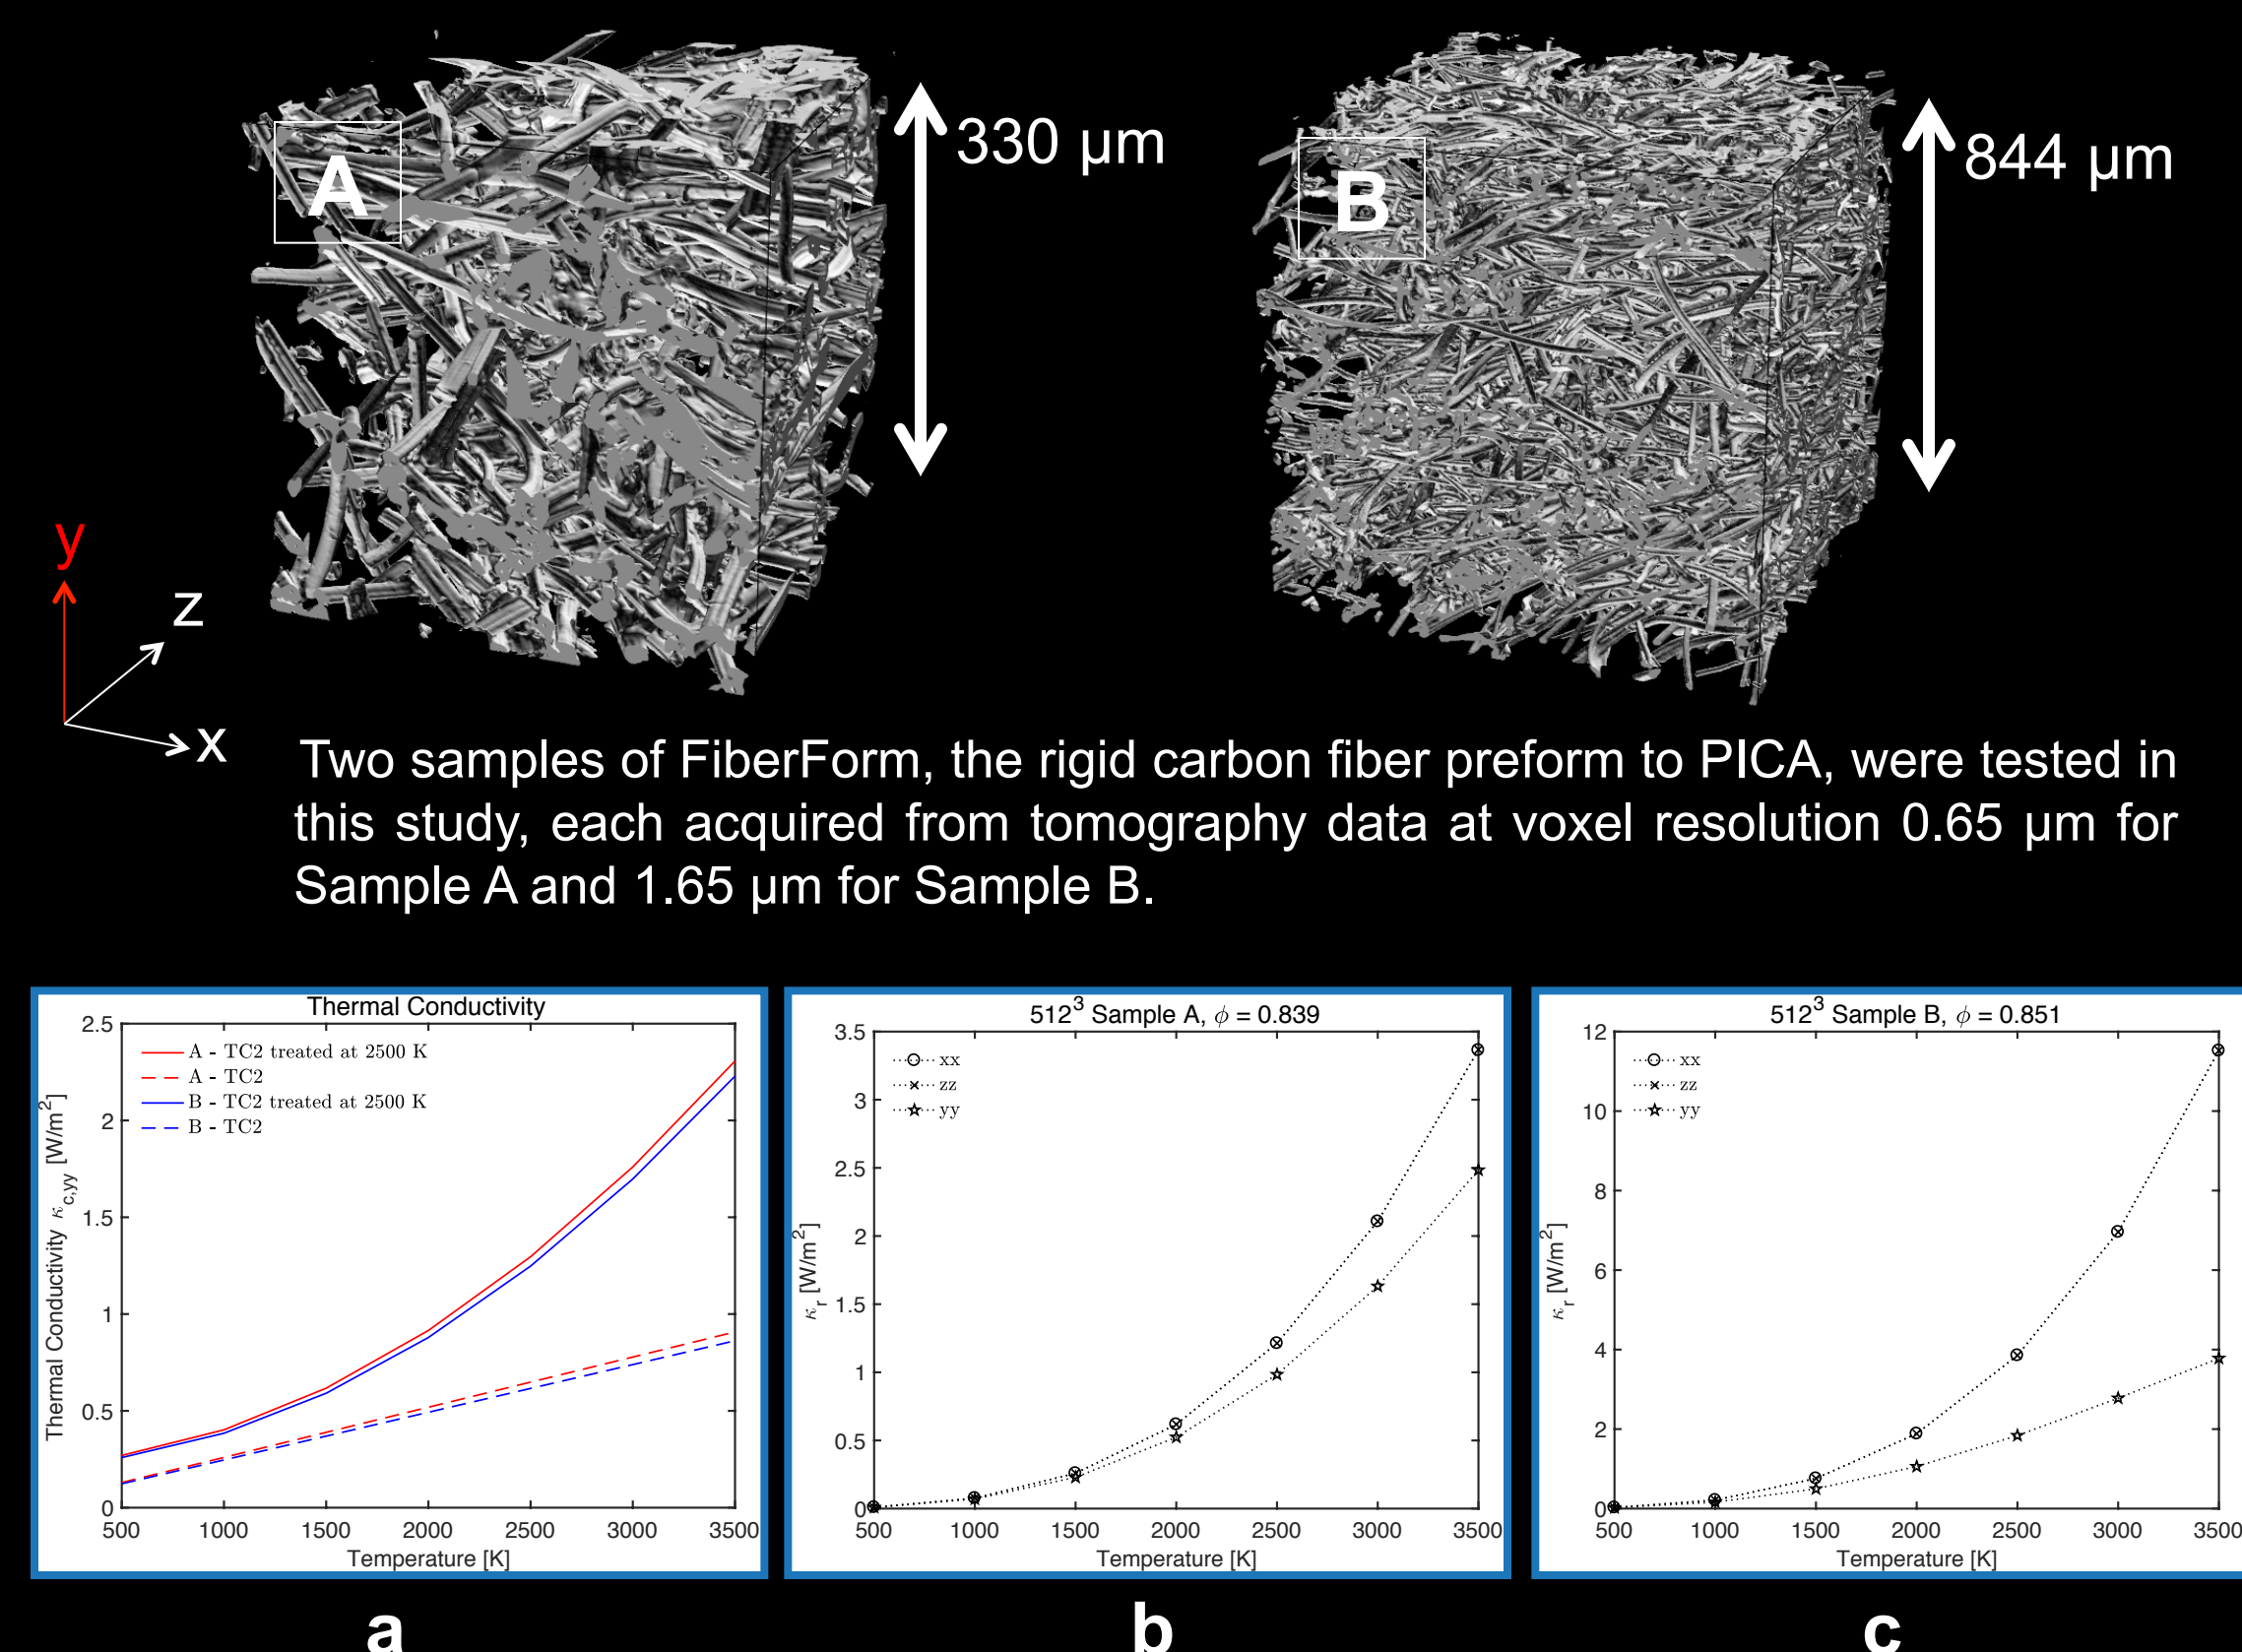 A
330 μm
B
844 μm
y
z
x
Two samples of FiberForm, the rigid carbon fiber preform to PICA, were tested in
this study, each acquired from tomography data at voxel resolution 0.65 μm for
Sample A and 1.65 μm for Sample B.
Thermal Conductivity
A - TC2 treated at 2500 K
A - TC2
B - TC2 treated at 2500 K
B - TC2
Thermal Conductivity κ_c,yy [W/m²]
2.5
2
1.5
1
0.5
0
500 1000 1500 2000 2500 3000 3500
Temperature [K]
a
512³ Sample A, ϕ = 0.839
xx
zz
yy
κ_r [W/m²]
3.5
3
2.5
2
1.5
1
0.5
0
500 1000 1500 2000 2500 3000 3500
Temperature [K]
b
512³ Sample B, ϕ = 0.851
xx
zz
yy
κ_r [W/m²]
12
10
8
6
4
2
0
500 1000 1500 2000 2500 3000 3500
Temperature [K]
c